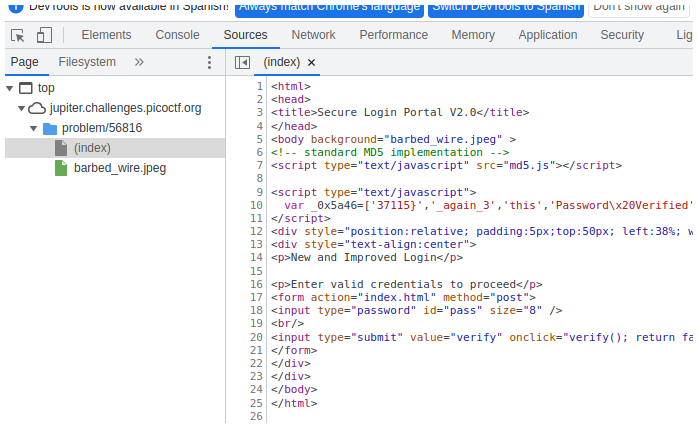 DevTools is now available in Spanish! Always match Chrome's language Switch DevTools to Spanish Don't show again
Elements Console Sources Network Performance Memory Application Security Lig
Page Filesystem » (index) ×
top
jupiter.challenges.picoctf.org
problem/56816
(index)
barbed_wire.jpeg
1 <html>
2 <head>
3 <title>Secure Login Portal V2.0</title>
4 </head>
5 <body background="barbed_wire.jpeg" >
6 <!-- standard MD5 implementation -->
7 <script type="text/javascript" src="md5.js"></script>
8
9 <script type="text/javascript">
10 var _0x5a46=['37115}','_again_3','this','Password\x20Verified'
11 </script>
12 <div style="position:relative; padding:5px;top:50px; left:38%; w
13 <div style="text-align:center">
14 <p>New and Improved Login</p>
15
16 <p>Enter valid credentials to proceed</p>
17 <form action="index.html" method="post">
18 <input type="password" id="pass" size="8" />
19 <br/>
20 <input type="submit" value="verify" onclick="verify(); return fa
21 </form>
22 </div>
23 </div>
24 </body>
25 </html>
26